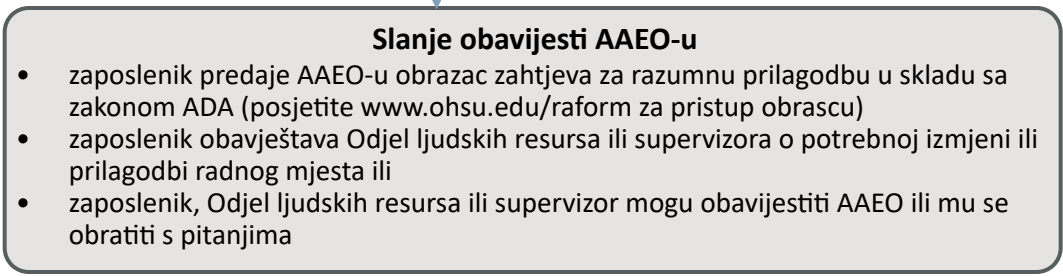 Slanje obavijesti AAEO-u
• zaposlenik predaje AAEO-u obrazac zahtjeva za razumnu prilagodbu u skladu sa
zakonom ADA (posjetite www.ohsu.edu/raform za pristup obrascu)
• zaposlenik obavještava Odjel ljudskih resursa ili supervizora o potrebnoj izmjeni ili
prilagodbi radnog mjesta ili
• zaposlenik, Odjel ljudskih resursa ili supervizor mogu obavijestiti AAEO ili mu se
obratiti s pitanjima